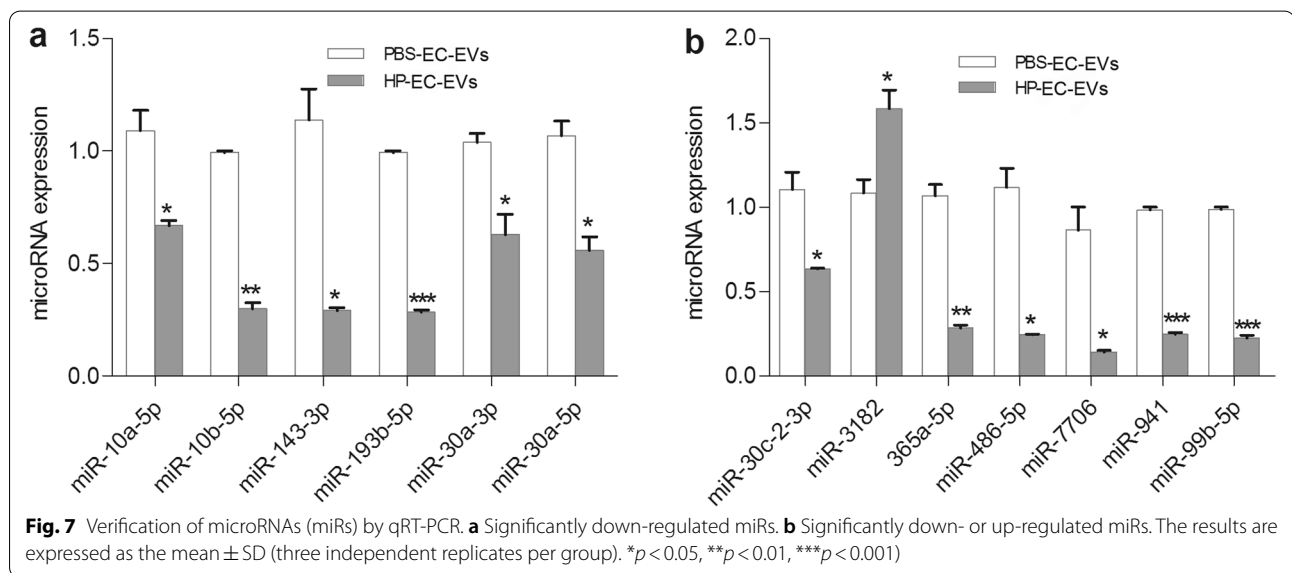 a
1.5
1.0
0.5
0.0
microRNA expression
PBS-EC-EVs
HP-EC-EVs
* ** * *** * *
miR-10a-5p
miR-10b-5p
miR-143-3p
miR-193b-5p
miR-30a-3p
miR-30a-5p
b
2.0
1.5
1.0
0.5
0.0
microRNA expression
PBS-EC-EVs
HP-EC-EVs
* * ** * * *** ***
miR-30c-2-3p
miR-3182
365a-5p
miR-486-5p
miR-7706
miR-941
miR-99b-5p
Fig. 7 Verification of microRNAs (miRs) by qRT-PCR. a Significantly down-regulated miRs. b Significantly down- or up-regulated miRs. The results are
expressed as the mean ± SD (three independent replicates per group). *p < 0.05, **p < 0.01, ***p < 0.001)